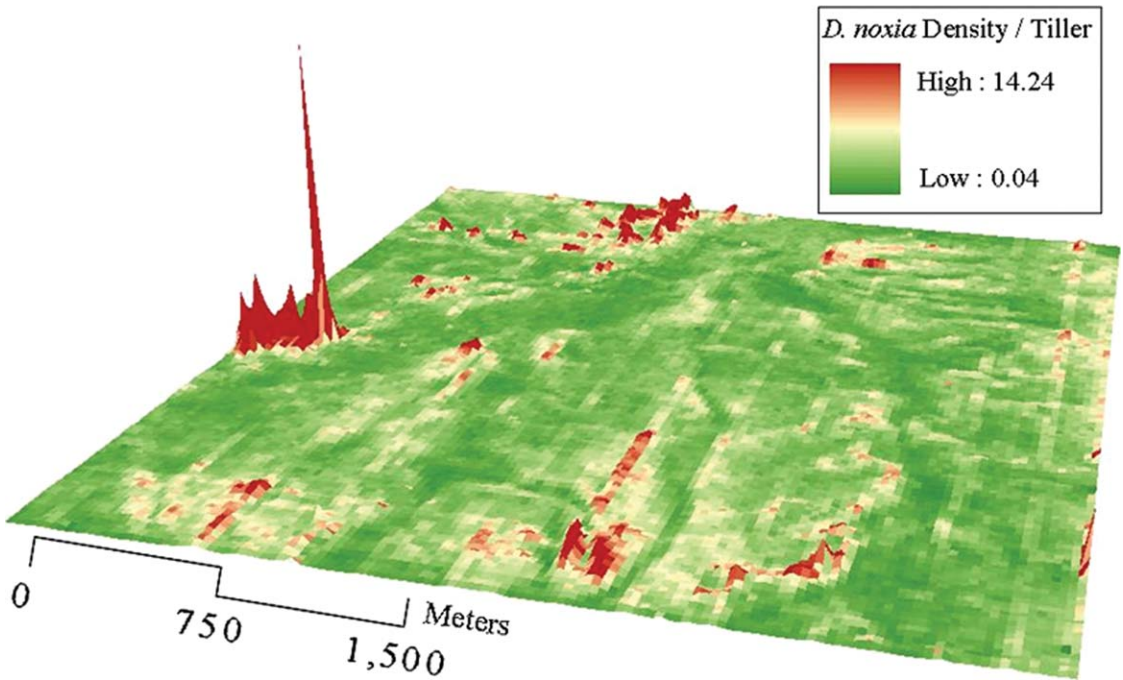 D. noxia Density / Tiller
High : 14.24
Low : 0.04
0
750
1,500
Meters